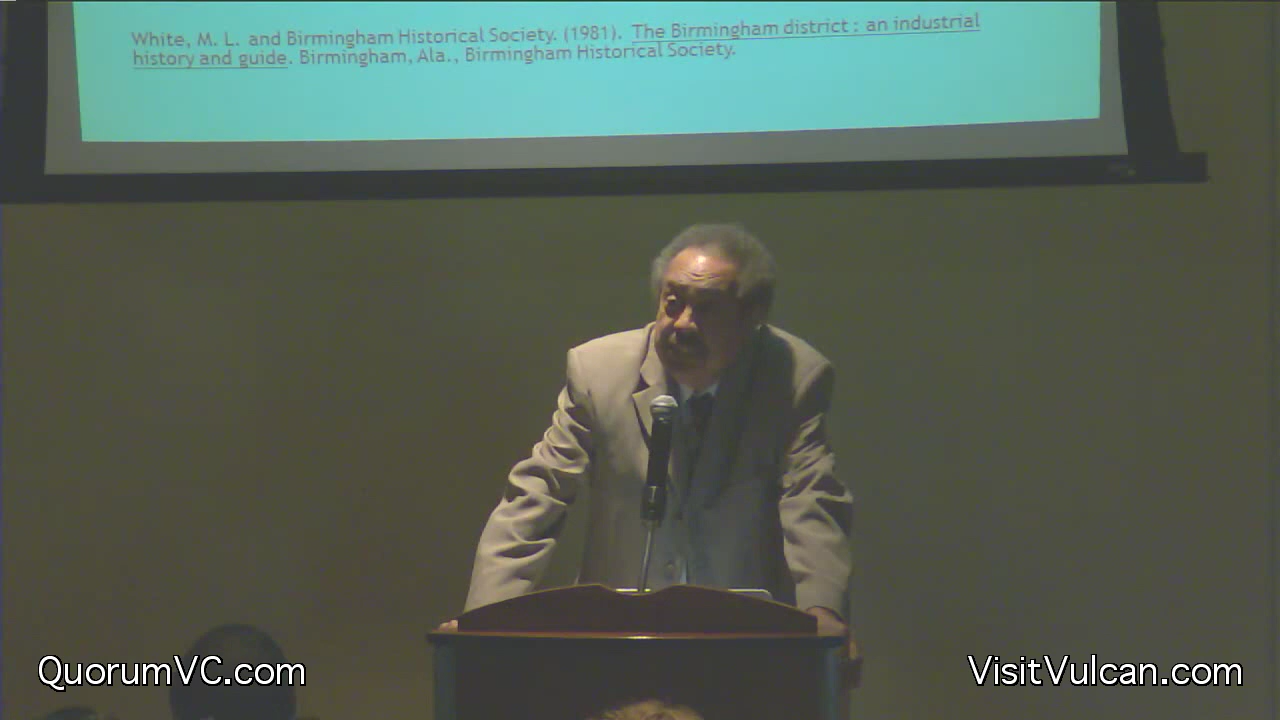 White, M. L. and Birmingham Historical Society. (1981). The Birmingham district : an industrial
history and guide. Birmingham, Ala., Birmingham Historical Society.
QuorumVC.com
VisitVulcan.com